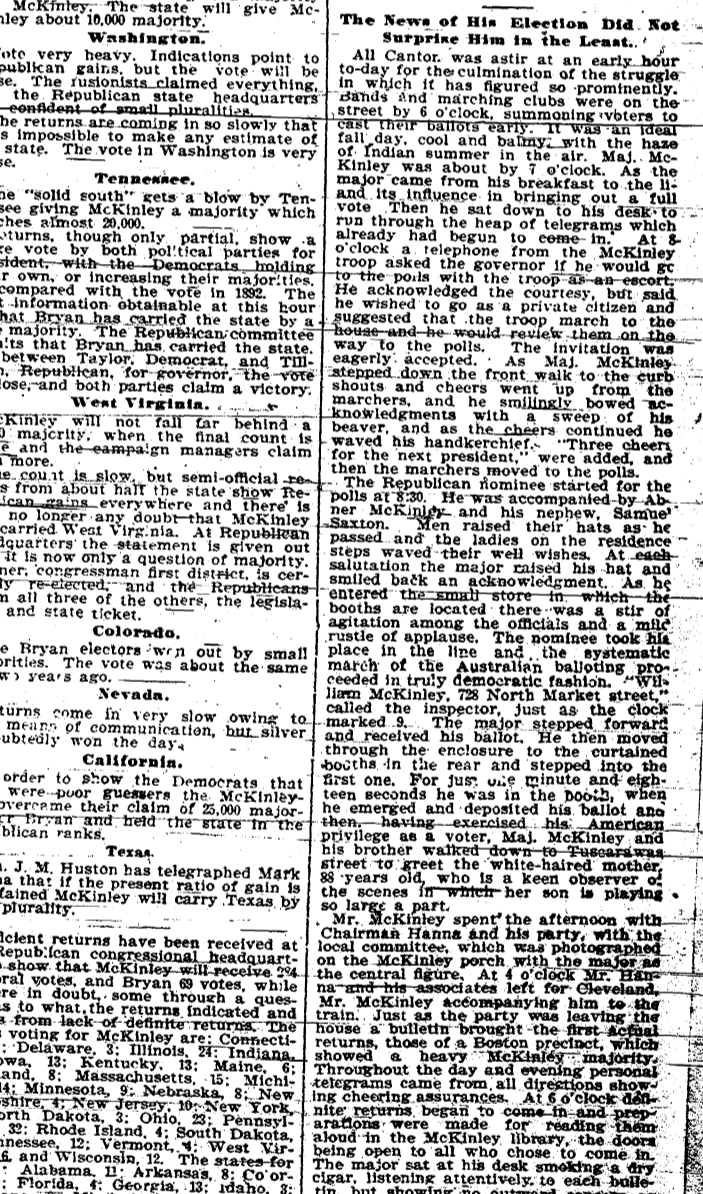 McKinley. The state will give Mc-
nley about 10,000 majority.
Washington.
ote very heavy. Indications point to
publican gains, but the vote will be
se. The fusionists claimed everything,
the Republican state headquarters
confident of small pluralities.
he returns are coming in so slowly that
s impossible to make any estimate of
state. The vote in Washington is very
se.
Tennessee.
he "solid south" gets a blow by Ten-
see giving McKinley a majority which
ches almost 20,000.
turns, though only partial, show a
e vote by both political parties for
sident, with the Democrats holding
r own, or increasing their majorities,
compared with the vote in 1892. The
t information obtainable at this hour
hat Bryan has carried the state by a
majority. The Republican committee
its that Bryan has carried the state.
between Taylor, Democrat, and Till-
n, Republican, for governor, the vote
lose, and both parties claim a victory.
West Virginia.
cKinley will not fall far behind a
0 majority, when the final count is
e and the campaign managers claim
more.
e count is slow, but semi-official re-
s from about half the state show Re-
ican gains everywhere and there is
no longer any doubt that McKinley
carried West Virginia. At Republican
dquarters the statement is given out
it is now only a question of majority.
ner, congressman first district, is cer-
ly re-elected, and the Republicans
m all three of the others, the legisla-
and state ticket.
Colorado.
e Bryan electors won out by small
orities. The vote was about the same
wo years ago.
Nevada.
turns come in very slow owing to
means of communication, but silver
ubtedly won the day.
California.
order to show the Democrats that
were poor guessers the McKinley-
overcame their claim of 25,000 major-
r Bryan and held the state in the
blican ranks.
Texas.
. J. M. Huston has telegraphed Mark
na that if the present ratio of gain is
tained McKinley will carry Texas by
plurality.
icient returns have been received at
Republican congressional headquart-
o show that McKinley will receive 264
oral votes, and Bryan 69 votes, while
re in doubt, some through a ques-
as to what the returns indicated and
s from lack of definite returns. The
voting for McKinley are: Connecti-
; Delaware, 3; Illinois, 24; Indiana,
owa, 13; Kentucky, 13; Maine, 6;
land, 8; Massachusetts, 15; Michi-
14; Minnesota, 9; Nebraska, 8; New
shire, 4; New Jersey, 10; New York,
orth Dakota, 3; Ohio, 23; Pennsyl-
32; Rhode Island, 4; South Dakota,
nnessee, 12; Vermont, 4; West Vir-
6, and Wisconsin, 12. The states for
: Alabama, 11; Arkansas, 8; Co or-
; Florida, 4; Georgia, 13; Idaho, 3;
The News of His Election Did Not
Surprise Him in the Least.
All Canton was astir at an early hour
to-day for the culmination of the struggle
in which it has figured so prominently.
Bands and marching clubs were on the
street by 6 o'clock, summoning voters to
cast their ballots early. It was an ideal
fall day, cool and balmy, with the haze
of Indian summer in the air. Maj. Mc-
Kinley was about by 7 o'clock. As the
major came from his breakfast to the li-
and its influence in bringing out a full
vote Then he sat down to his desk to
run through the heap of telegrams which
already had begun to come in. At 8
o'clock a telephone from the McKinley
troop asked the governor if he would go
to the polls with the troop as an escort.
He acknowledged the courtesy, but said
he wished to go as a private citizen and
suggested that the troop march to the
house and he would review them on the
way to the polls. The invitation was
eagerly accepted. As Maj. McKinley
stepped down the front walk to the curb
shouts and cheers went up from the
marchers, and he smilingly bowed ac-
knowledgments with a sweep of his
beaver, and as the cheers continued he
waved his handkerchief. "Three cheers
for the next president," were added, and
then the marchers moved to the polls.
The Republican nominee started for the
polls at 8:30. He was accompanied by Ab-
ner McKinley and his nephew, Samuel
Saxton. Men raised their hats as he
passed and the ladies on the residence
steps waved their well wishes. At each
salutation the major raised his hat and
smiled back an acknowledgment. As he
entered the small store in which the
booths are located there was a stir of
agitation among the officials and a mild
rustle of applause. The nominee took his
place in the line and the systematic
march of the Australian balloting pro-
ceeded in truly democratic fashion. "Wil-
liam McKinley, 728 North Market street,"
called the inspector, just as the clock
marked 9. The major stepped forward
and received his ballot. He then moved
through the enclosure to the curtained
booths in the rear and stepped into the
first one. For just one minute and eigh-
teen seconds he was in the booth, when
he emerged and deposited his ballot and
then, having exercised his American
privilege as a voter, Maj. McKinley and
his brother walked down to Tuscarawas
street to greet the white-haired mother,
88 years old, who is a keen observer of
the scenes in which her son is playing
so large a part.
Mr. McKinley spent the afternoon with
Chairman Hanna and his party, with the
local committee, which was photographed
on the McKinley porch with the major as
the central figure. At 4 o'clock Mr. Han-
na and his associates left for Cleveland,
Mr. McKinley accompanying him to the
train. Just as the party was leaving the
house a bulletin brought the first actual
returns, those of a Boston precinct, which
showed a heavy McKinley majority.
Throughout the day and evening personal
telegrams came from all directions show-
ing cheering assurances. At 6 o'clock defi-
nite returns began to come in and prep-
arations were made for reading them
aloud in the McKinley library, the doors
being open to all who chose to come in.
The major sat at his desk smoking a dry
cigar, listening attentively to each bulle-
tin, but showing no outward